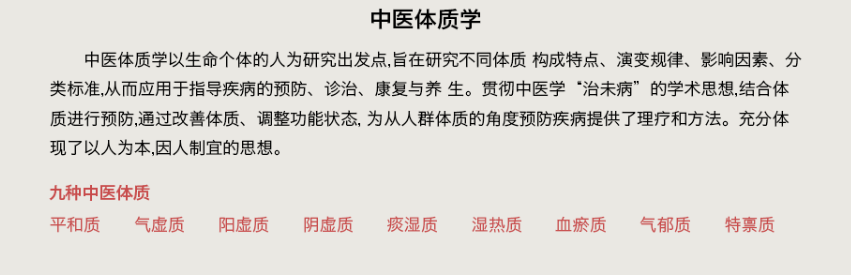 中医体质学
中医体质学以生命个体的人为研究出发点,旨在研究不同体质 构成特点、演变规律、影响因素、分
类标准,从而应用于指导疾病的预防、诊治、康复与养 生。贯彻中医学“治未病”的学术思想,结合体
质进行预防,通过改善体质、调整功能状态, 为从人群体质的角度预防疾病提供了理疗和方法。充分体
现了以人为本,因人制宜的思想。
九种中医体质
平和质 气虚质 阳虚质 阴虚质 痰湿质 湿热质 血瘀质 气郁质 特禀质